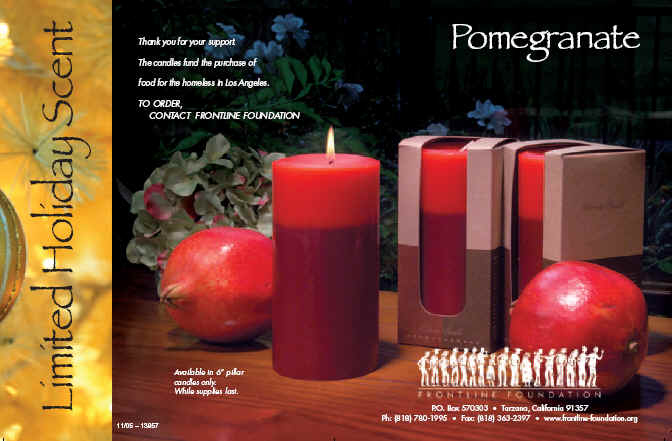 Limited Holiday Scent
Pomegranate
Thank you for your support.
The candles fund the purchase of
food for the homeless in Los Angeles.
TO ORDER,
CONTACT FRONTLINE FOUNDATION
Available in 6" pillar
candles only.
While supplies last.
FRONTLINE FOUNDATION
P.O. Box 570303 • Tarzana, California 91357
Ph: (818) 780-1995 • Fax: (818) 363-2397 • www.frontline-foundation.org
11/05 – 13957